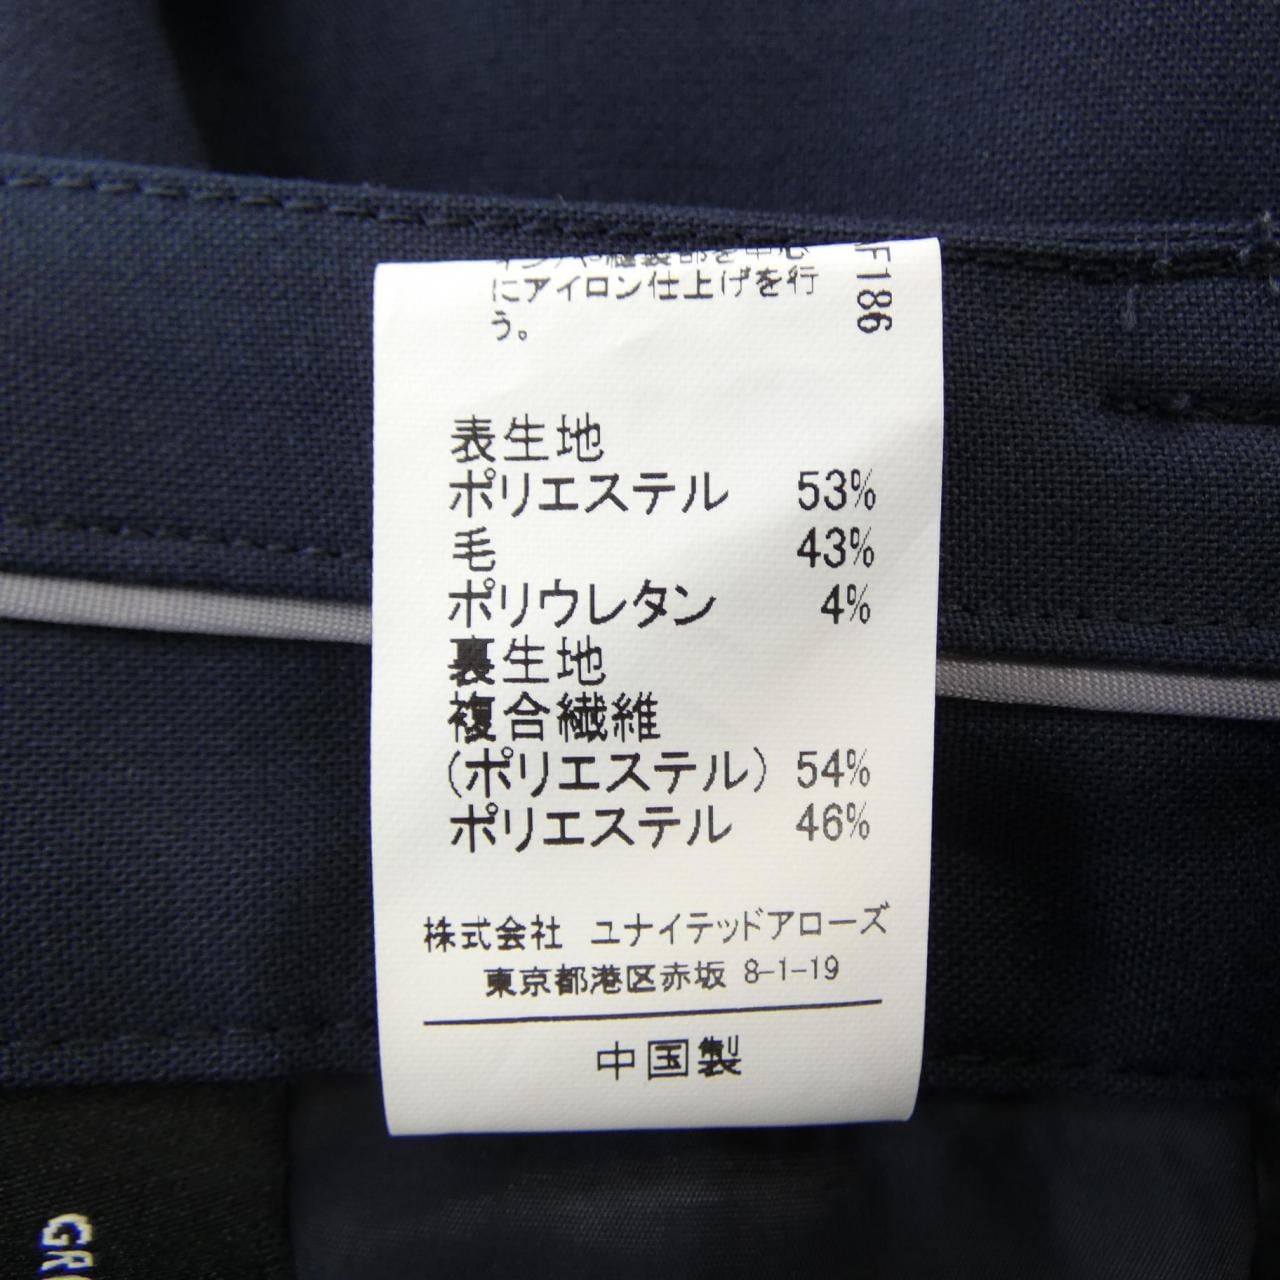 にアイロン仕上げを行
う。
F186
表生地
ポリエステル 53%
毛 43%
ポリウレタン 4%
裏生地
複合繊維
(ポリエステル) 54%
ポリエステル 46%
株式会社 ユナイテッドアローズ
東京都港区赤坂 8-1-19
中国製